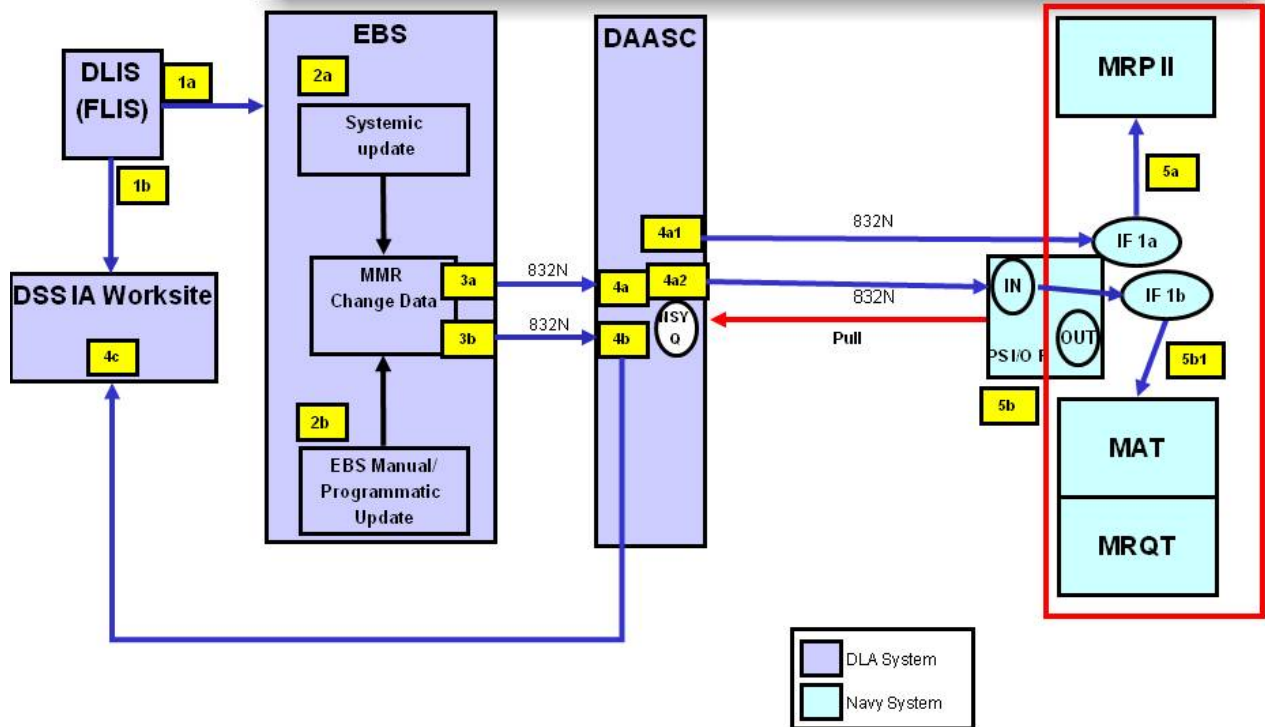 EBS
DLIS
(FLIS)
1a
1b
DSS IA Worksite
4c
2a
Systemic
update
MMR
Change Data
3a
3b
2b
EBS Manual/
Programmatic
Update
832N
832N
DAASC
4a1
4a
4a2
4b
Q
832N
832N
Pull
IN
OUT
5b
MRP II
5a
IF 1a
IF 1b
5b1
MAT
MRQT
DLA System
Navy System